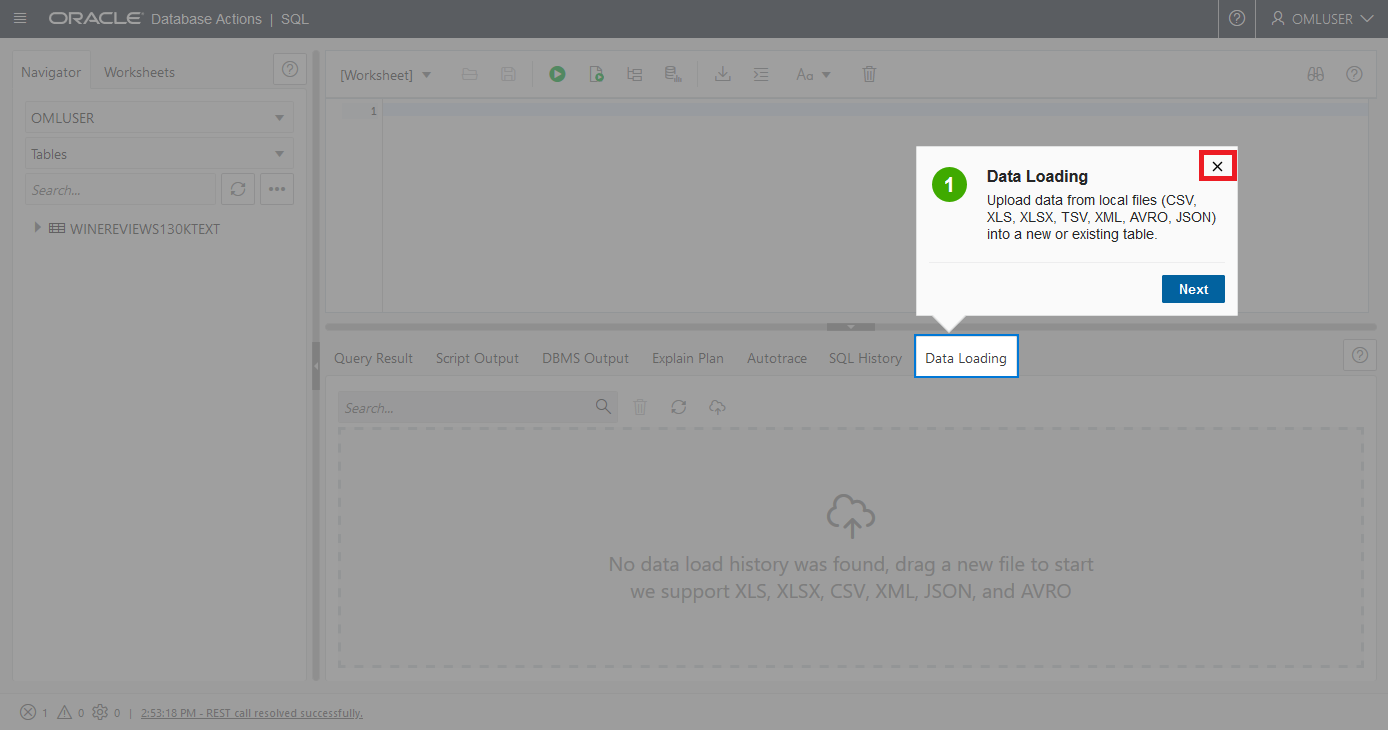 ORACLE Database Actions | SQL
OMLUSER
Navigator
Worksheets
OMLUSER
Tables
Search...
WINEREVIEWS130KTEXT
[Worksheet]
Aa
1
1
Data Loading
Upload data from local files (CSV,
XLS, XLSX, TSV, XML, AVRO, JSON)
into a new or existing table.
Next
Query Result
Script Output
DBMS Output
Explain Plan
Autotrace
SQL History
Data Loading
Search...
No data load history was found, drag a new file to start
we support XLS, XLSX, CSV, XML, JSON, and AVRO
1 0 0 | 2:53:18 PM - REST call resolved successfully.